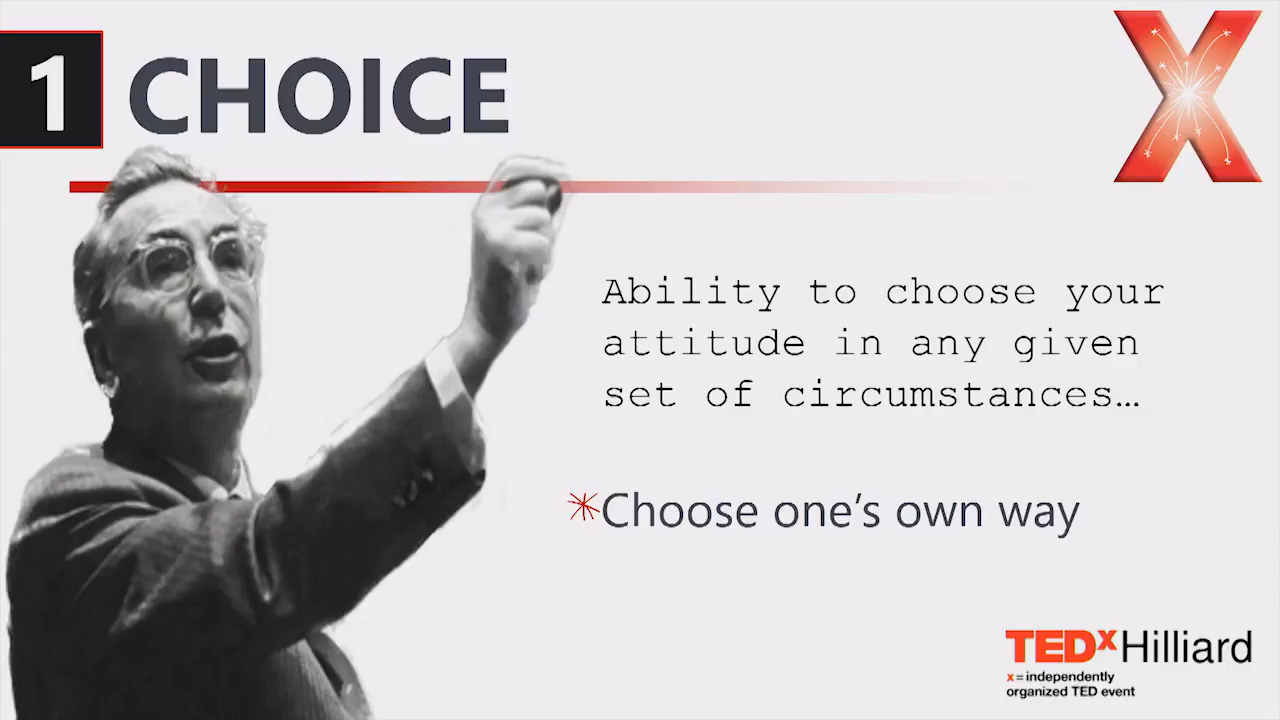 1 CHOICE
X
Ability to choose your
attitude in any given
set of circumstances…
Choose one’s own way
TEDxHilliard
x = independently
organized TED event